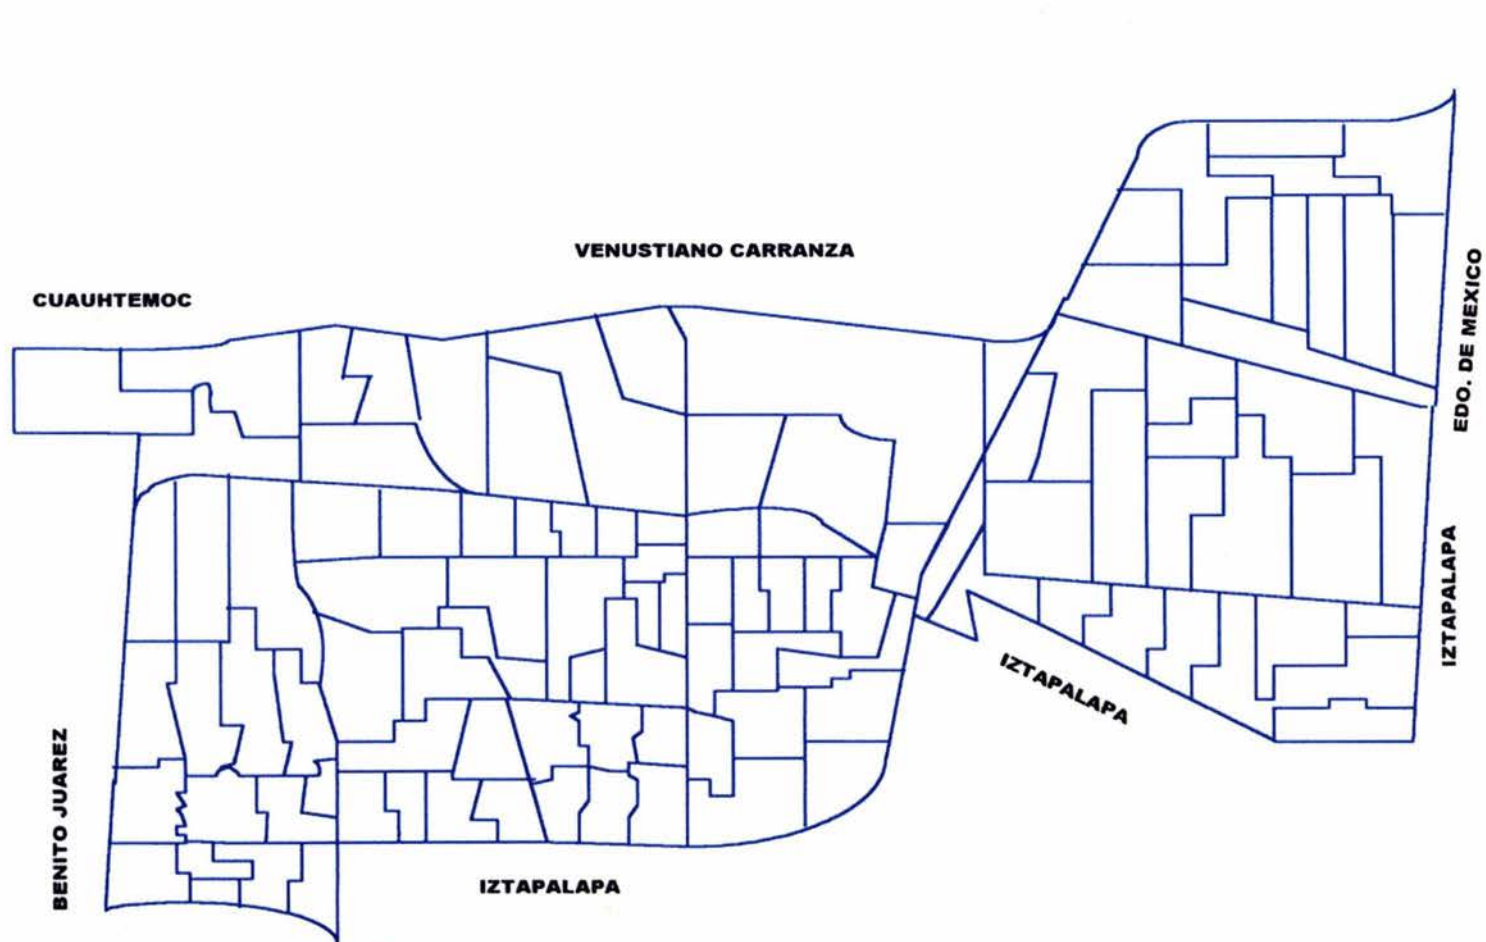 VENUSTIANO CARRANZA
CUAUHTEMOC
EDO. DE MEXICO
IZTAPALAPA
IZTAPALAPA
BENITO JUAREZ
IZTAPALAPA